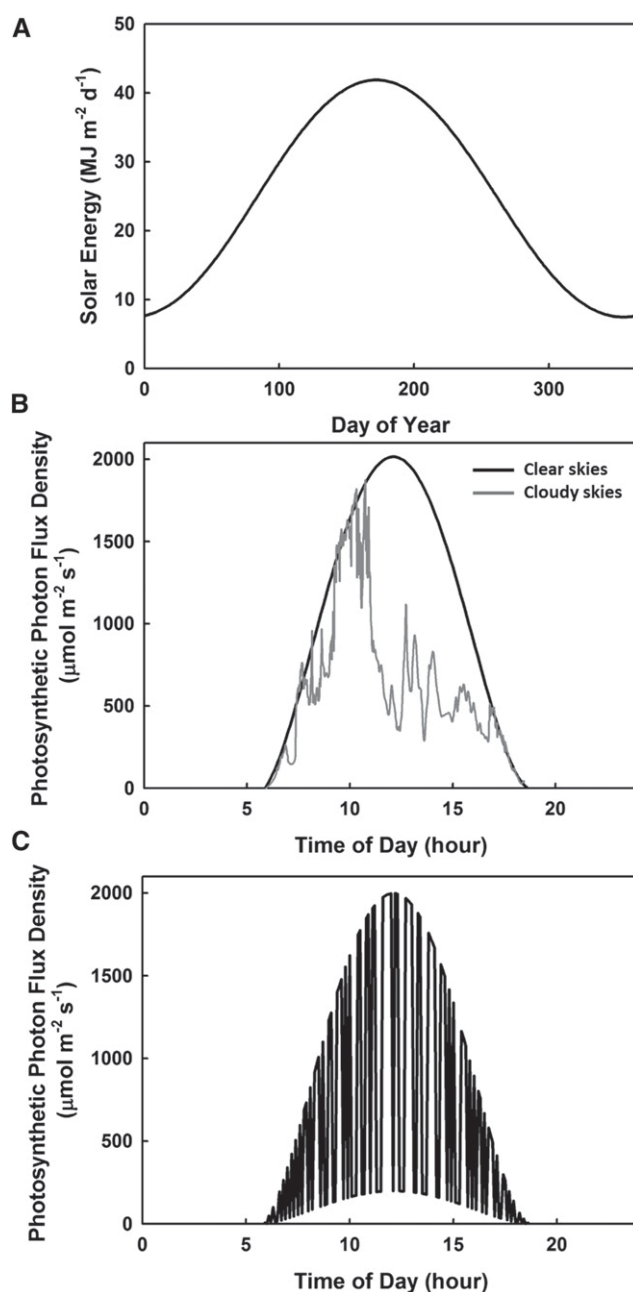 A
Solar Energy (MJ m⁻² d⁻¹)
50
40
30
20
10
0
0 100 200 300
Day of Year
B
Photosynthetic Photon Flux Density
(μmol m⁻² s⁻¹)
2000
1500
1000
500
0
Clear skies
Cloudy skies
0 5 10 15 20
Time of Day (hour)
C
Photosynthetic Photon Flux Density
(μmol m⁻² s⁻¹)
2000
1500
1000
500
0
0 5 10 15 20
Time of Day (hour)